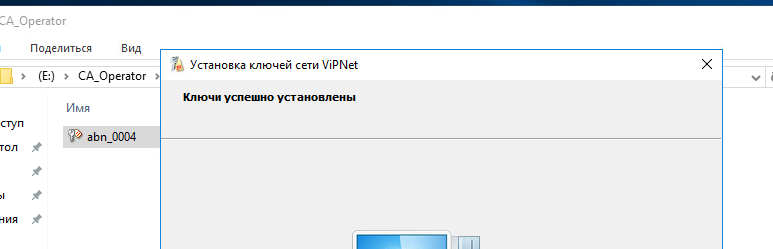 CA_Operator
Поделиться Вид
(E:) CA_Operator
Установка ключей сети ViPNet
Ключи успешно установлены
Имя
abn_0004